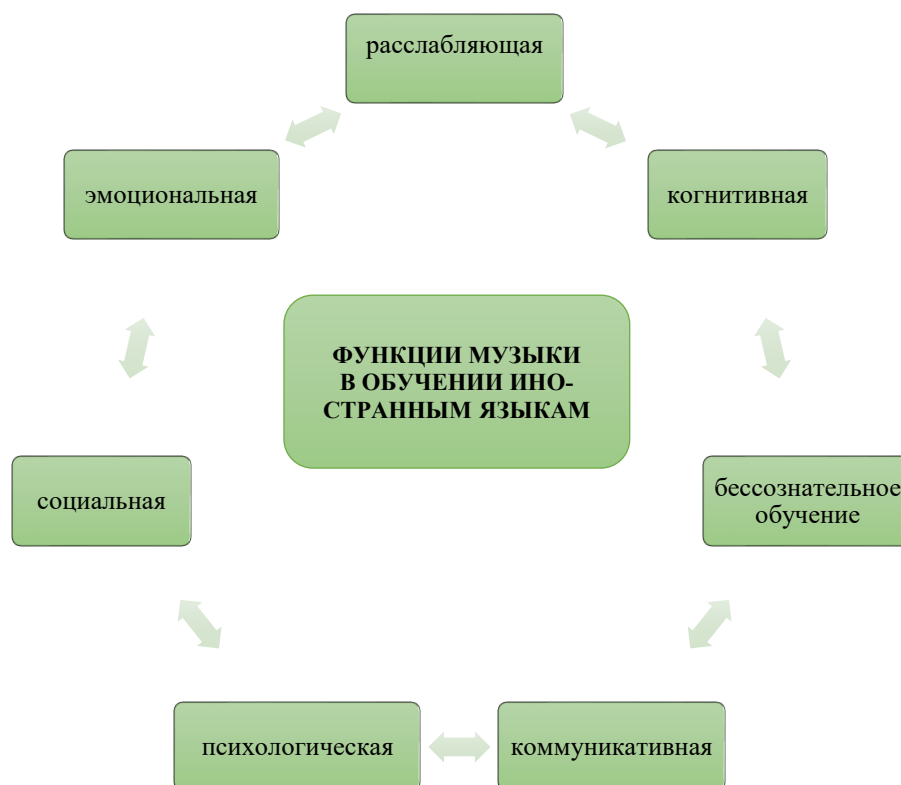 расслабляющая
эмоциональная
когнитивная
ФУНКЦИИ МУЗЫКИ
В ОБУЧЕНИИ ИНО-
СТРАННЫМ ЯЗЫКАМ
социальная
бессознательное
обучение
психологическая
коммуникативная